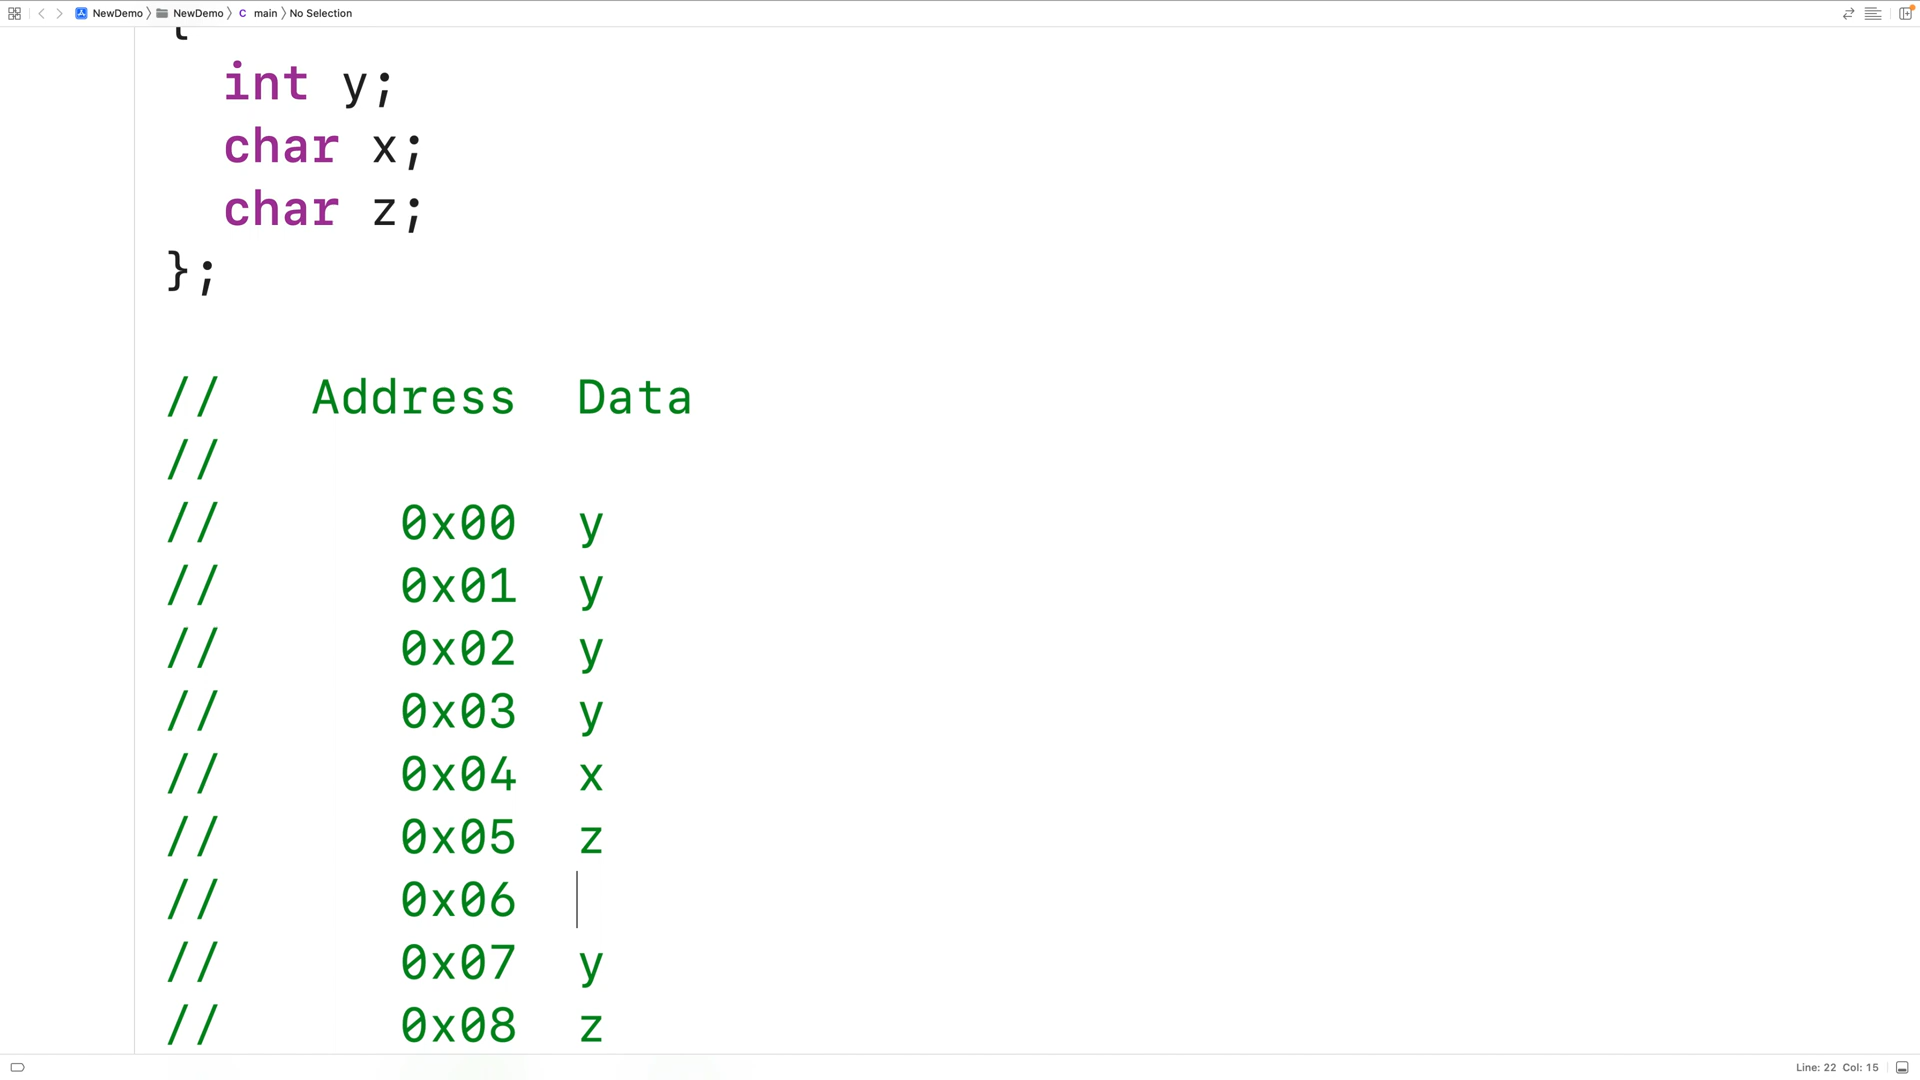 NewDemo 〉 NewDemo 〉 C main 〉 No Selection
{
int y;
char x;
char z;
};
// Address Data
//
// 0x00 y
// 0x01 y
// 0x02 y
// 0x03 y
// 0x04 x
// 0x05 z
// 0x06
// 0x07 y
// 0x08 z
Line: 22 Col: 15